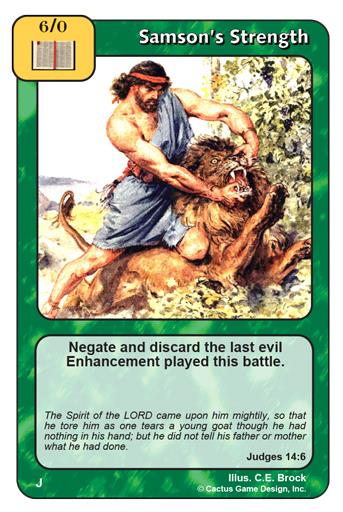 6/0
Samson's Strength
Negate and discard the last evil
Enhancement played this battle.
The Spirit of the LORD came upon him mightily, so that
he tore him as one tears a young goat though he had
nothing in his hand; but he did not tell his father or mother
what he had done.
Judges 14:6
Illus. C.E. Brock
J
© Cactus Game Design, Inc.